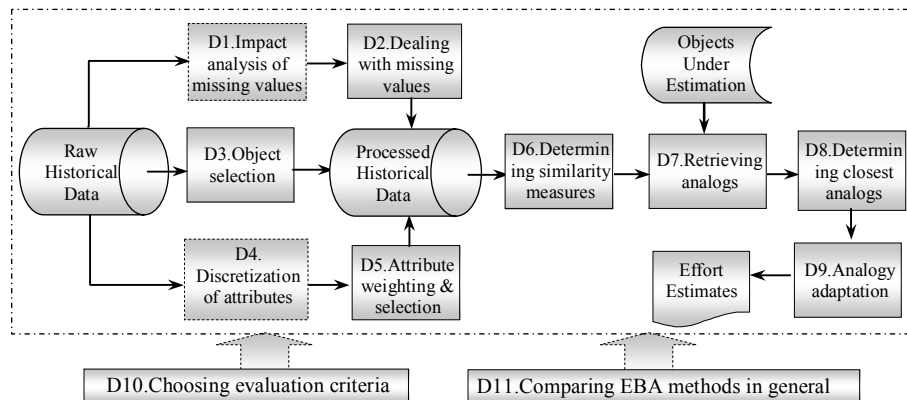 D1.Impact
analysis of
missing values
D2.Dealing
with missing
values
Objects
Under
Estimation
Raw
Historical
Data
D3.Object
selection
Processed
Historical
Data
D6.Determin
ing similarity
measures
D7.Retrieving
analogs
D8.Determin
ing closest
analogs
D4.
Discretization
of attributes
D5.Attribute
weighting &
selection
Effort
Estimates
D9.Analogy
adaptation
D10.Choosing evaluation criteria
D11.Comparing EBA methods in general